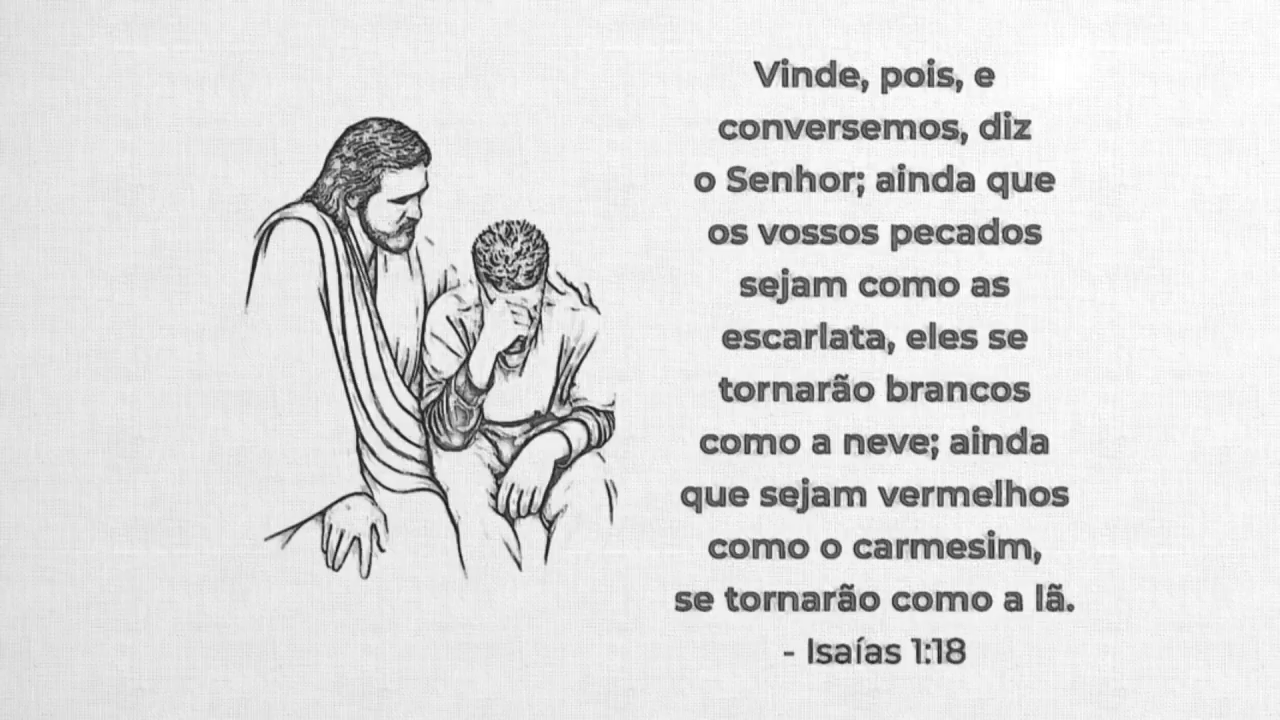 Vinde, pois, e
conversemos, diz
o Senhor; ainda que
os vossos pecados
sejam como as
escarlata, eles se
tornarão brancos
como a neve; ainda
que sejam vermelhos
como o carmesim,
se tornarão como a lã.
- Isaías 1:18